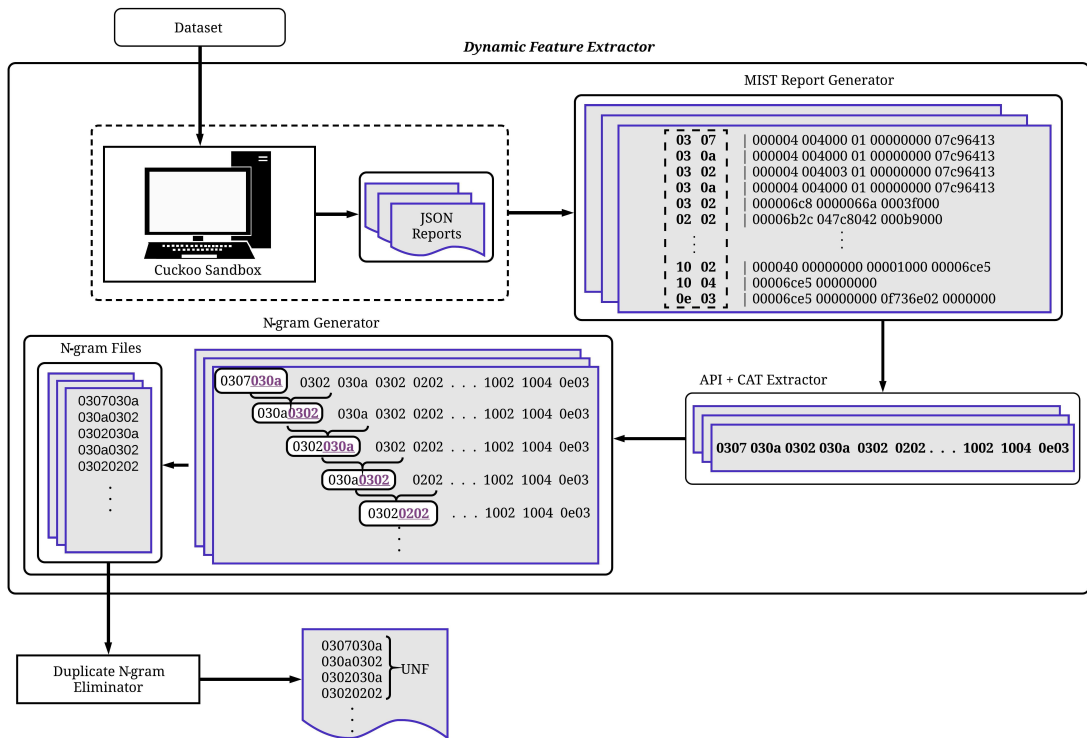 Dataset
Dynamic Feature Extractor
Cuckoo Sandbox
JSON
Reports
MIST Report Generator
03 07 | 000004 004000 01 00000000 07c96413
03 0a | 000004 004000 01 00000000 07c96413
03 02 | 000004 004003 01 00000000 07c96413
03 0a | 000004 004000 01 00000000 07c96413
03 02 | 000006c8 0000066a 0003f000
02 02 | 00006b2c 047c8042 000b9000
. .
. .
. .
10 02 | 000040 00000000 00001000 00006ce5
10 04 | 00006ce5 00000000
0e 03 | 00006ce5 00000000 0f736e02 0000000
API + CAT Extractor
0307 030a 0302 030a 0302 0202 . . . 1002 1004 0e03
N-gram Generator
0307030a 0302 030a 0302 0202 . . . 1002 1004 0e03
030a0302 030a 0302 0202 . . . 1002 1004 0e03
0302030a 0302 0202 . . . 1002 1004 0e03
030a0302 0202 . . . 1002 1004 0e03
03020202 . . . 1002 1004 0e03
.
.
.
N-gram Files
0307030a
030a0302
0302030a
030a0302
03020202
.
.
.
Duplicate N-gram
Eliminator
0307030a
030a0302
0302030a
03020202
.
.
.
UNF